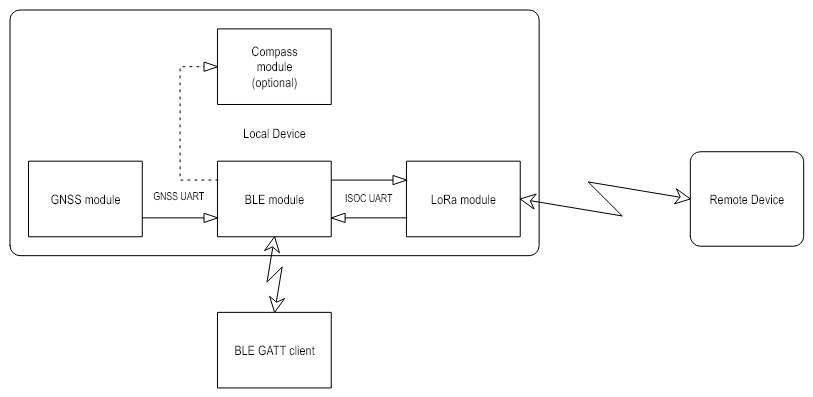 Compass
module
(optional)
Local Device
GNSS module
GNSS UART
BLE module
ISOC UART
LoRa module
Remote Device
BLE GATT client